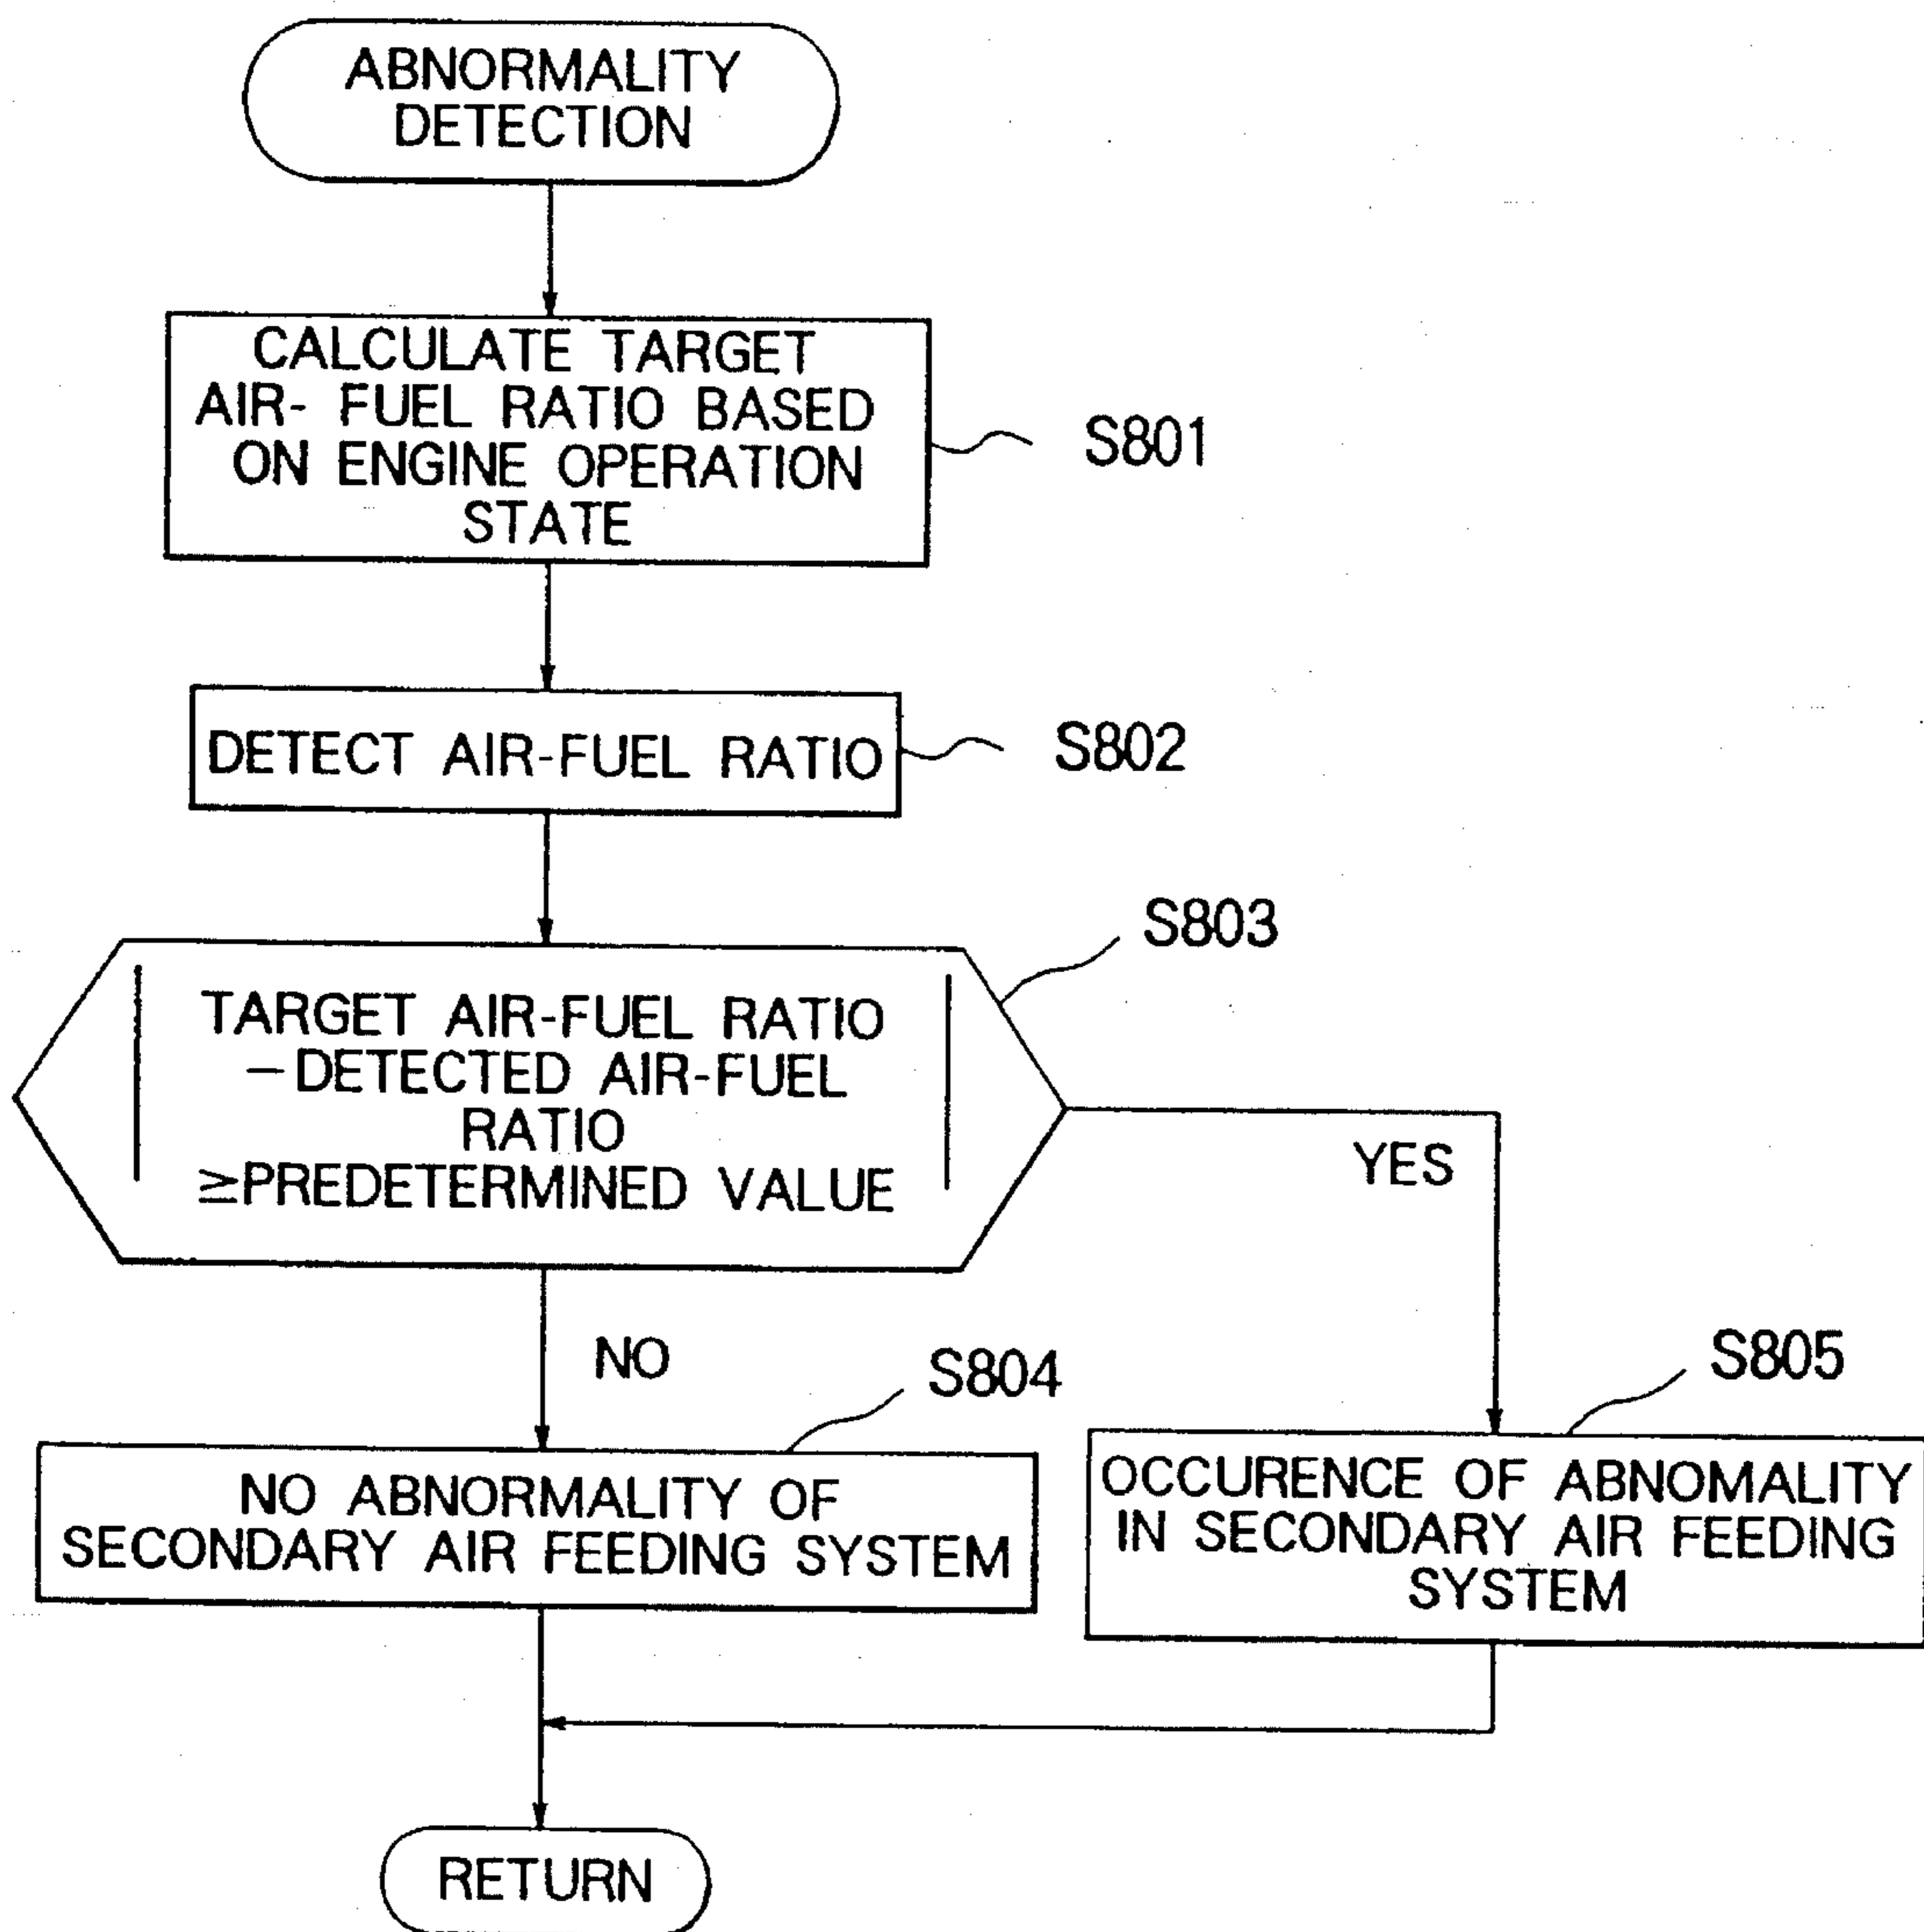 ABNORMALITY
DETECTION
CALCULATE TARGET
AIR- FUEL RATIO BASED
ON ENGINE OPERATION
STATE
S801
DETECT AIR-FUEL RATIO
S802
S803
TARGET AIR-FUEL RATIO
—DETECTED AIR-FUEL
RATIO
≥PREDETERMINED VALUE
YES
NO
S804
S805
NO ABNORMALITY OF
SECONDARY AIR FEEDING SYSTEM
OCCURENCE OF ABNOMALITY
IN SECONDARY AIR FEEDING
SYSTEM
RETURN